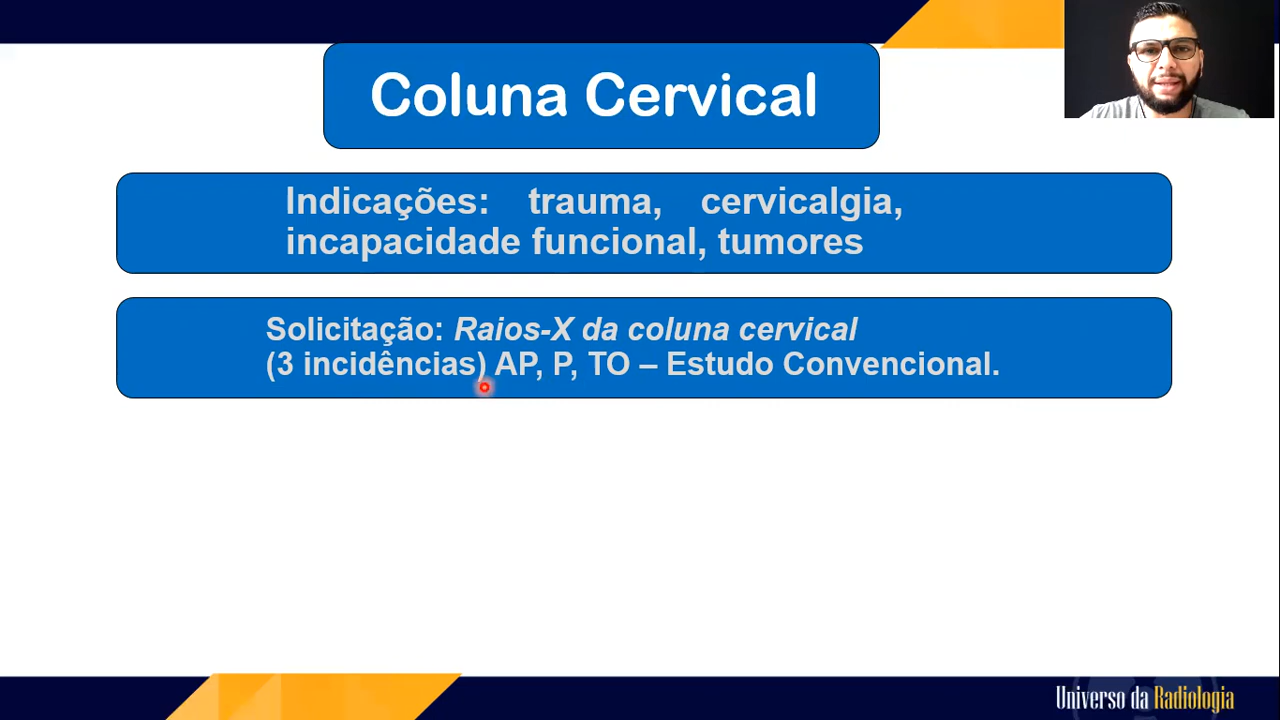 Coluna Cervical
Indicações: trauma, cervicalgia,
incapacidade funcional, tumores
Solicitação: Raios-X da coluna cervical
(3 incidências) AP, P, TO – Estudo Convencional.
Universo da Radiologia